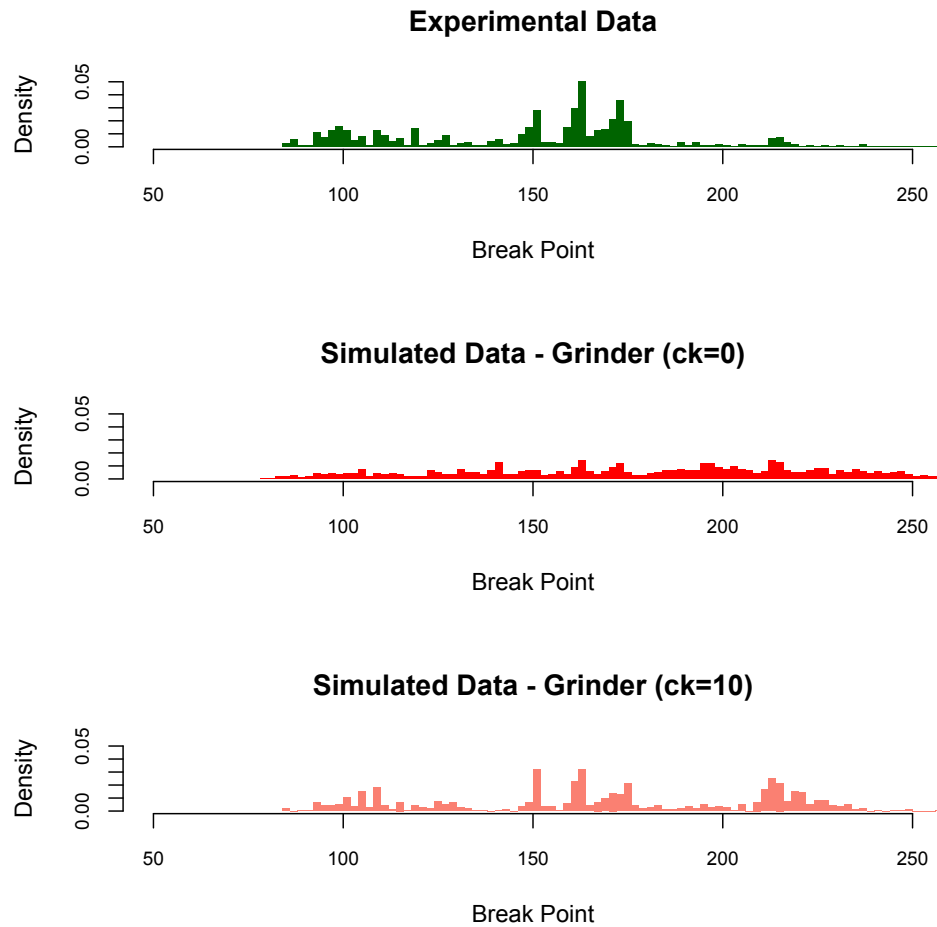 Experimental Data
Density
0.00 0.05
50 100 150 200 250
Break Point
Simulated Data - Grinder (ck=0)
Density
0.00 0.05
50 100 150 200 250
Break Point
Simulated Data - Grinder (ck=10)
Density
0.00 0.05
50 100 150 200 250
Break Point